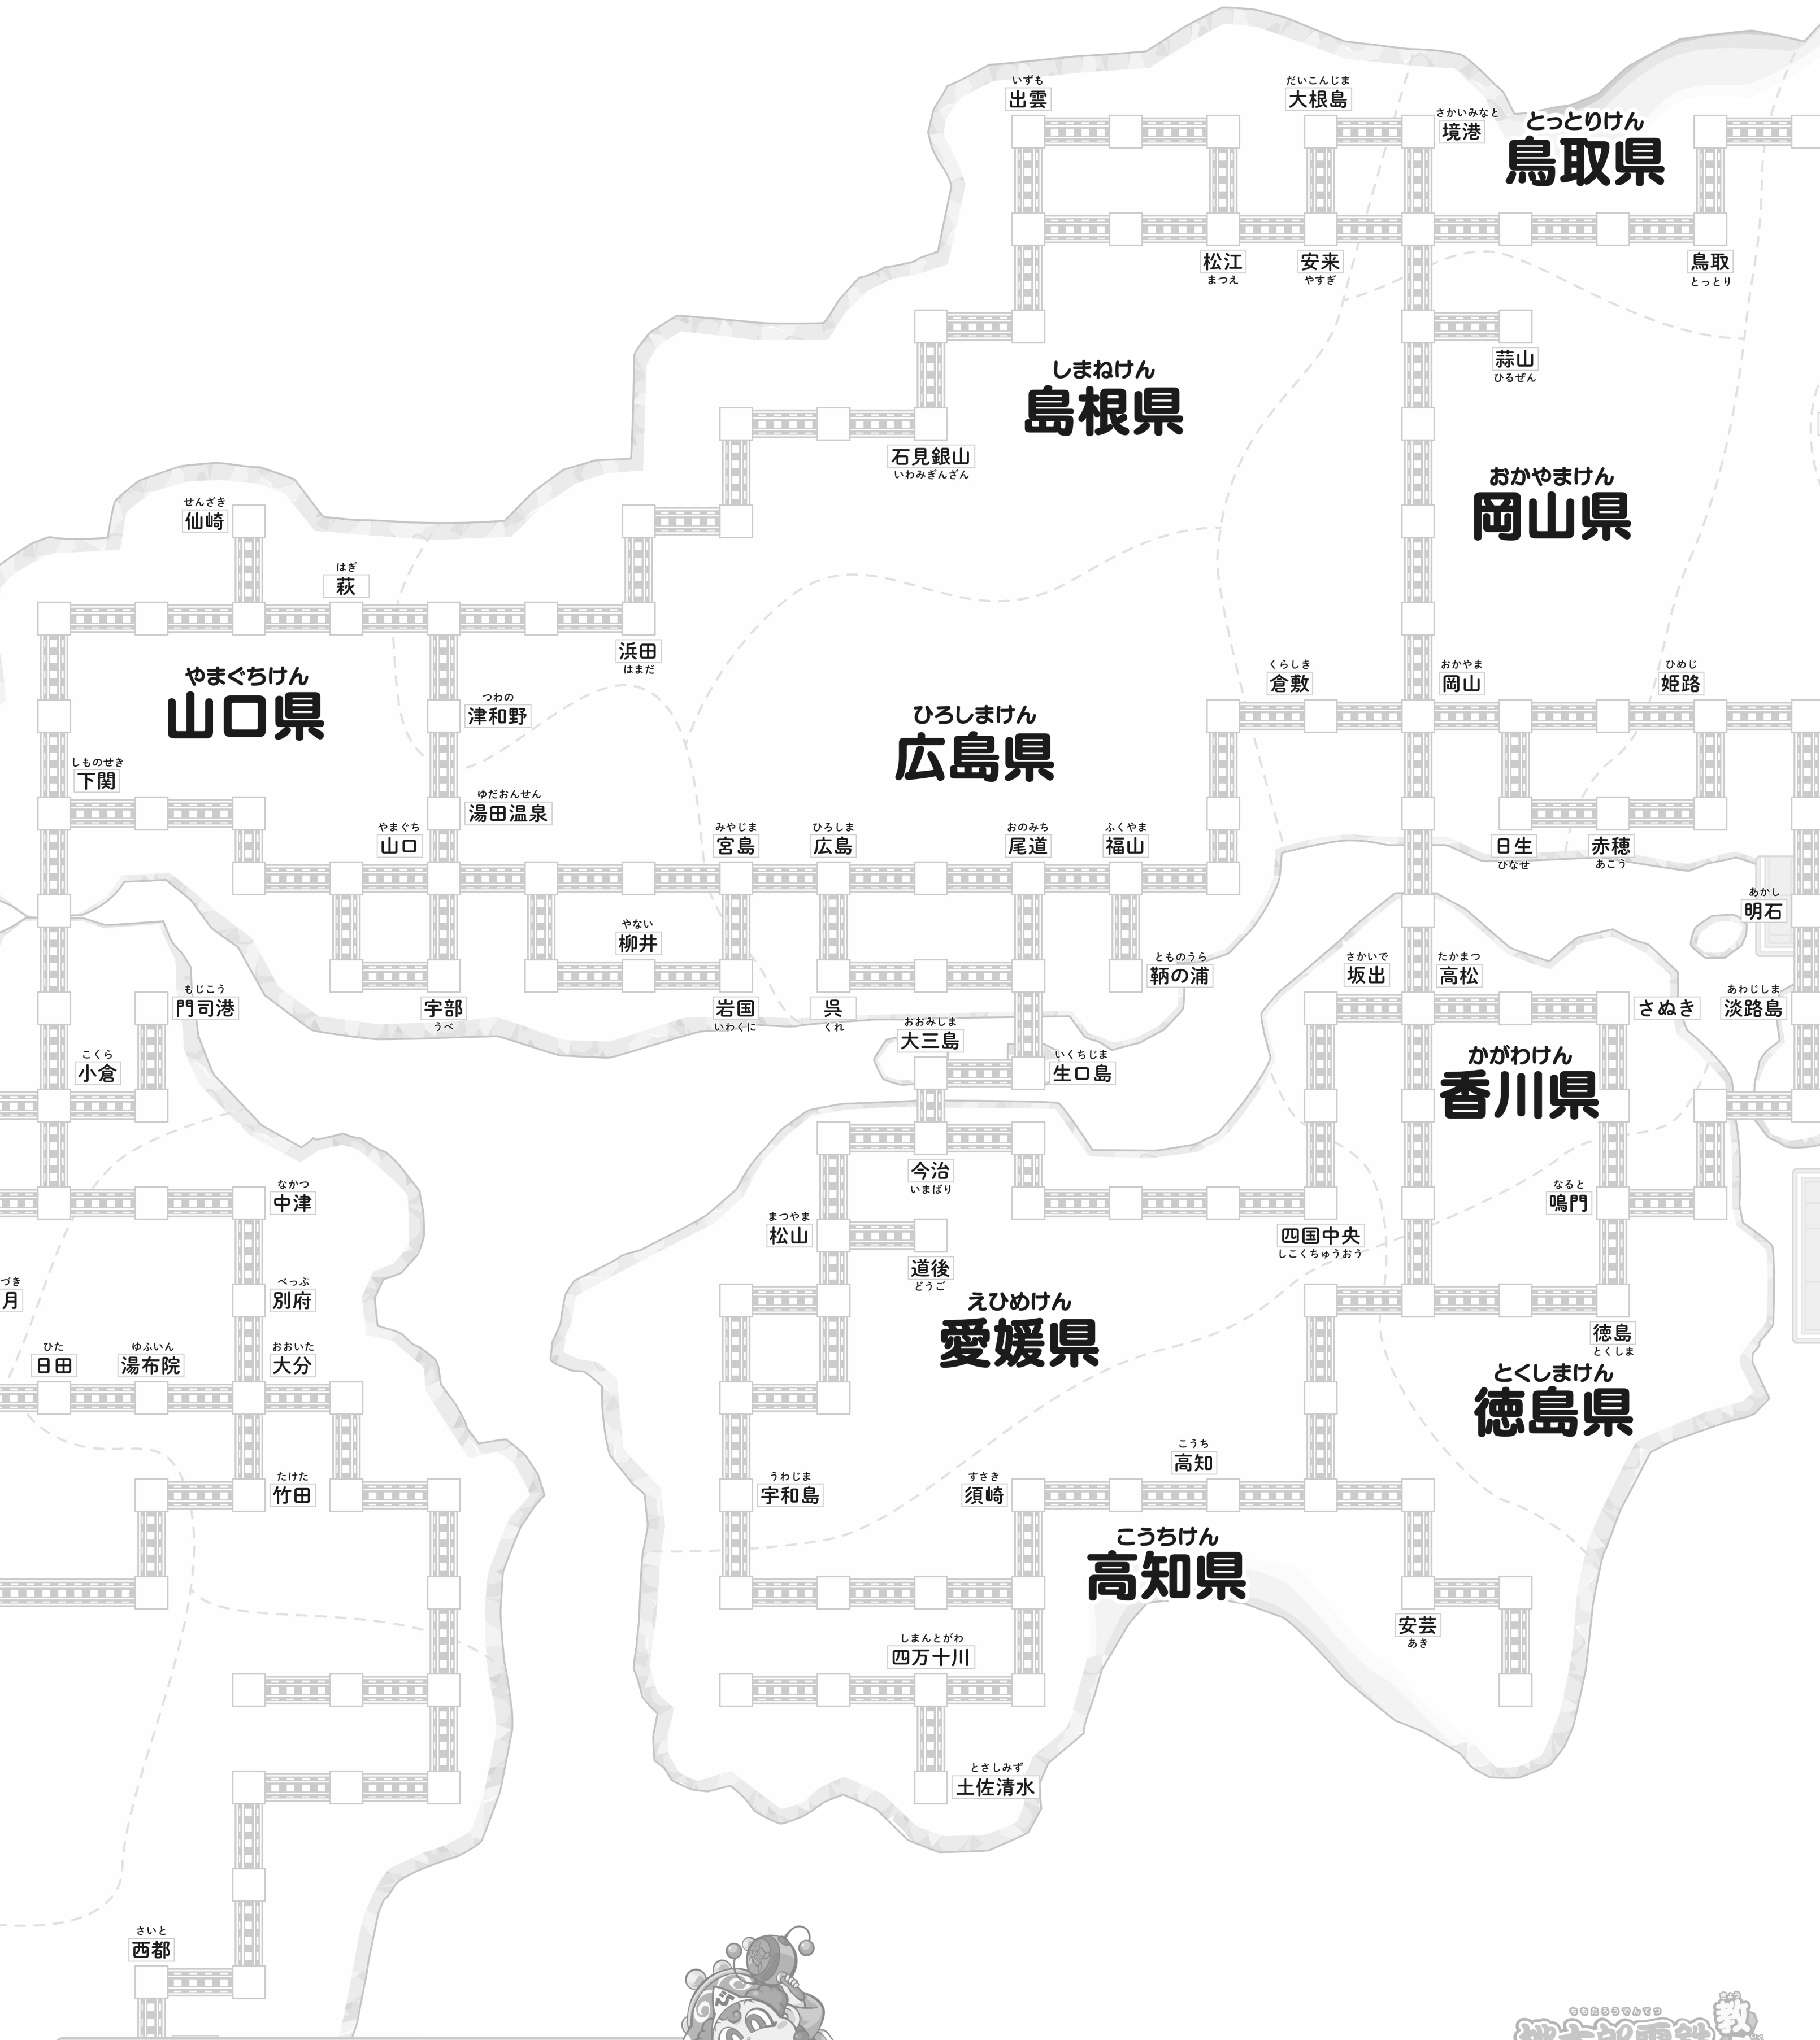 いずも
出雲
だいこんじま
大根島
さかいみなと
境港
とっとりけん
鳥取県
松江
まつえ
安来
やすぎ
鳥取
とっとり
蒜山
ひるぜん
しまねけん
島根県
石見銀山
いわみぎんざん
おかやまけん
岡山県
せんざき
仙崎
はぎ
萩
浜田
はまだ
やまぐちけん
山口県
つわの
津和野
ひろしまけん
広島県
くらしき
倉敷
おかやま
岡山
ひめじ
姫路
しものせき
下関
ゆだおんせん
湯田温泉
やまぐち
山口
みやじま
宮島
ひろしま
広島
おのみち
尾道
ふくやま
福山
日生
ひなせ
赤穂
あこう
あかし
明石
やない
柳井
とものうら
鞆の浦
さかいで
坂出
たかまつ
高松
もじこう
門司港
宇部
うべ
岩国
いわくに
呉
くれ
さぬき
あわじしま
淡路島
おおみしま
大三島
いくちじま
生口島
こくら
小倉
かがわけん
香川県
今治
いまばり
なかつ
中津
まつやま
松山
なると
鳴門
四国中央
しこくちゅうおう
道後
どうご
づき
月
べっぷ
別府
えひめけん
愛媛県
徳島
とくしま
ひた
日田
ゆふいん
湯布院
おおいた
大分
とくしまけん
徳島県
たけた
竹田
うわじま
宇和島
すさき
須崎
こうち
高知
こうちけん
高知県
安芸
あき
しまんとがわ
四万十川
とさしみず
土佐清水
さいと
西都
び
ももたろうでんてつ
桃太郎電鉄
きょう
教